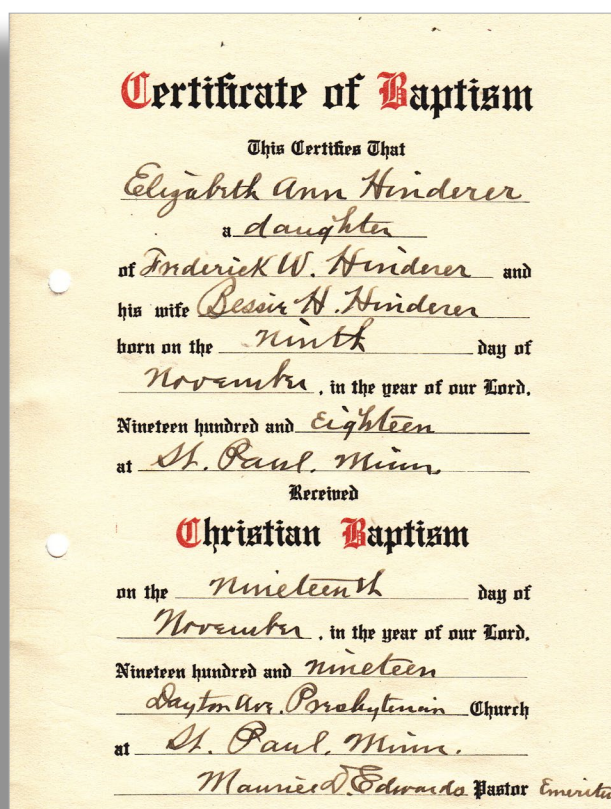 Certificate of Baptism
This Certifies That
Elizabeth Ann Hinderer
a daughter
of Frederick W. Hinderer and
his wife Bessie H. Hinderer
born on the ninth day of
November, in the year of our Lord,
Nineteen hundred and eighteen
at St. Paul, Minn.
Received
Christian Baptism
on the nineteenth day of
November, in the year of our Lord.
Nineteen hundred and nineteen
Dayton Ave. Presbyterian Church
at St. Paul, Minn.
Maurice D. Edwards Pastor Emeritu